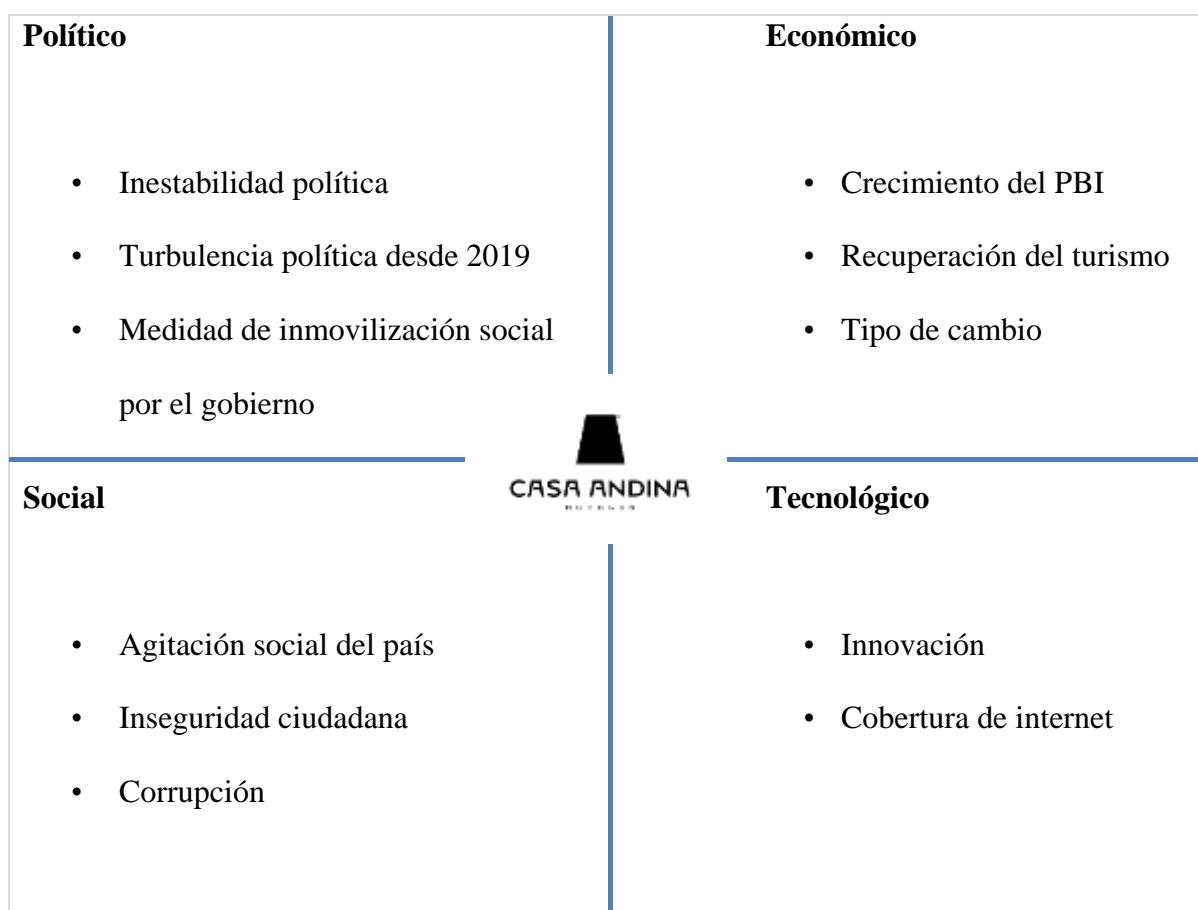 Político
• Inestabilidad política
• Turbulencia política desde 2019
• Medidad de inmovilización social
por el gobierno
Económico
• Crecimiento del PBI
• Recuperación del turismo
• Tipo de cambio
CASA ANDINA
Social
• Agitación social del país
• Inseguridad ciudadana
• Corrupción
Tecnológico
• Innovación
• Cobertura de internet